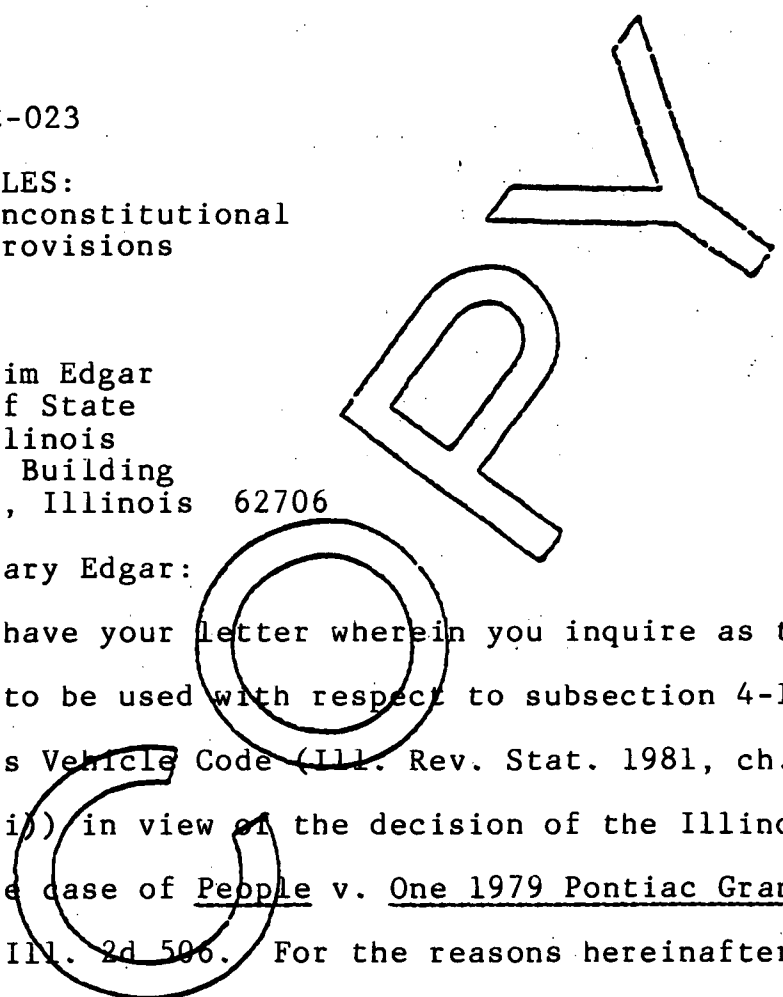 -023
LES:
nconstitutional
rovisions
im Edgar
f State
linois
Building
, Illinois 62706
ary Edgar:
have your letter wherein you inquire as t
to be used with respect to subsection 4-1
s Vehicle Code (Ill. Rev. Stat. 1981, ch.
i)) in view of the decision of the Illino
e case of People v. One 1979 Pontiac Gran
Ill. 2d 506. For the reasons hereinafter
COPY